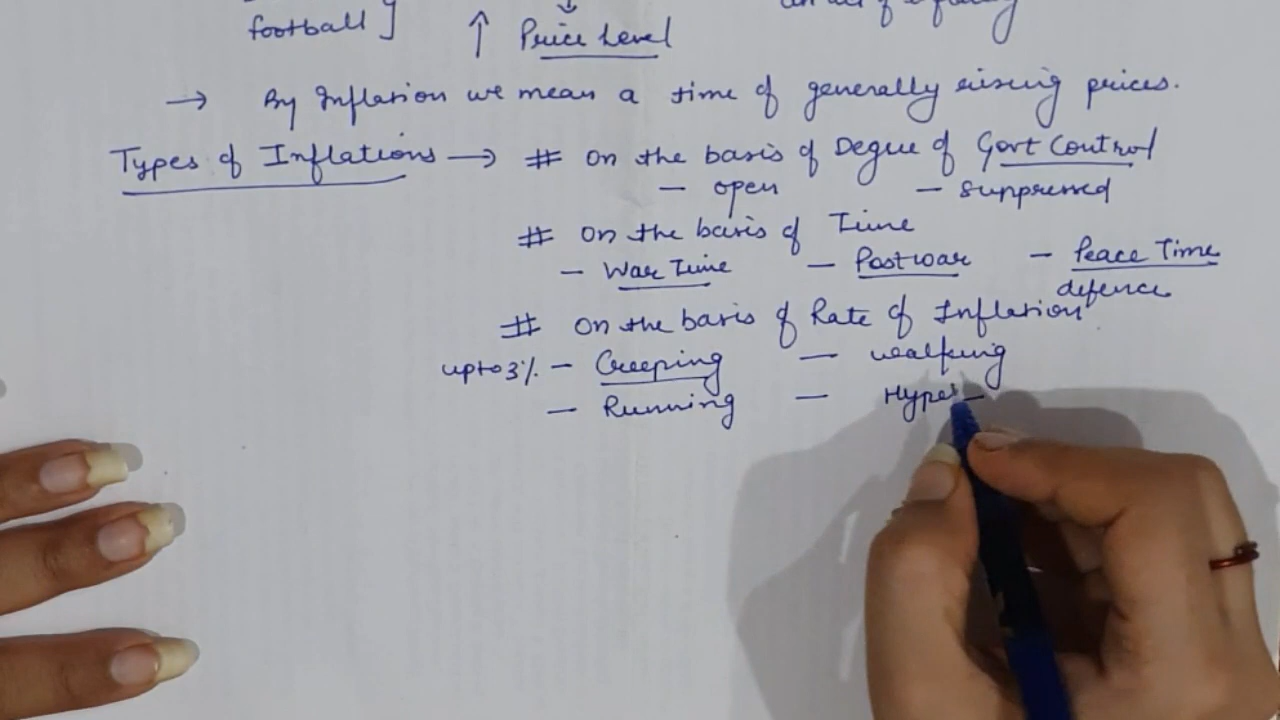 football ]
↑ Price Level
→ By Inflation we mean a time of generally rising prices.
Types of Inflations → # On the basis of Degree of Govt Control
- open - Suppressed
# On the basis of Time
- War Time - Postwar - Peace Time
defence
# On the basis of Rate of Inflation
upto 3% - Creeping - walking
- Running - Hyper